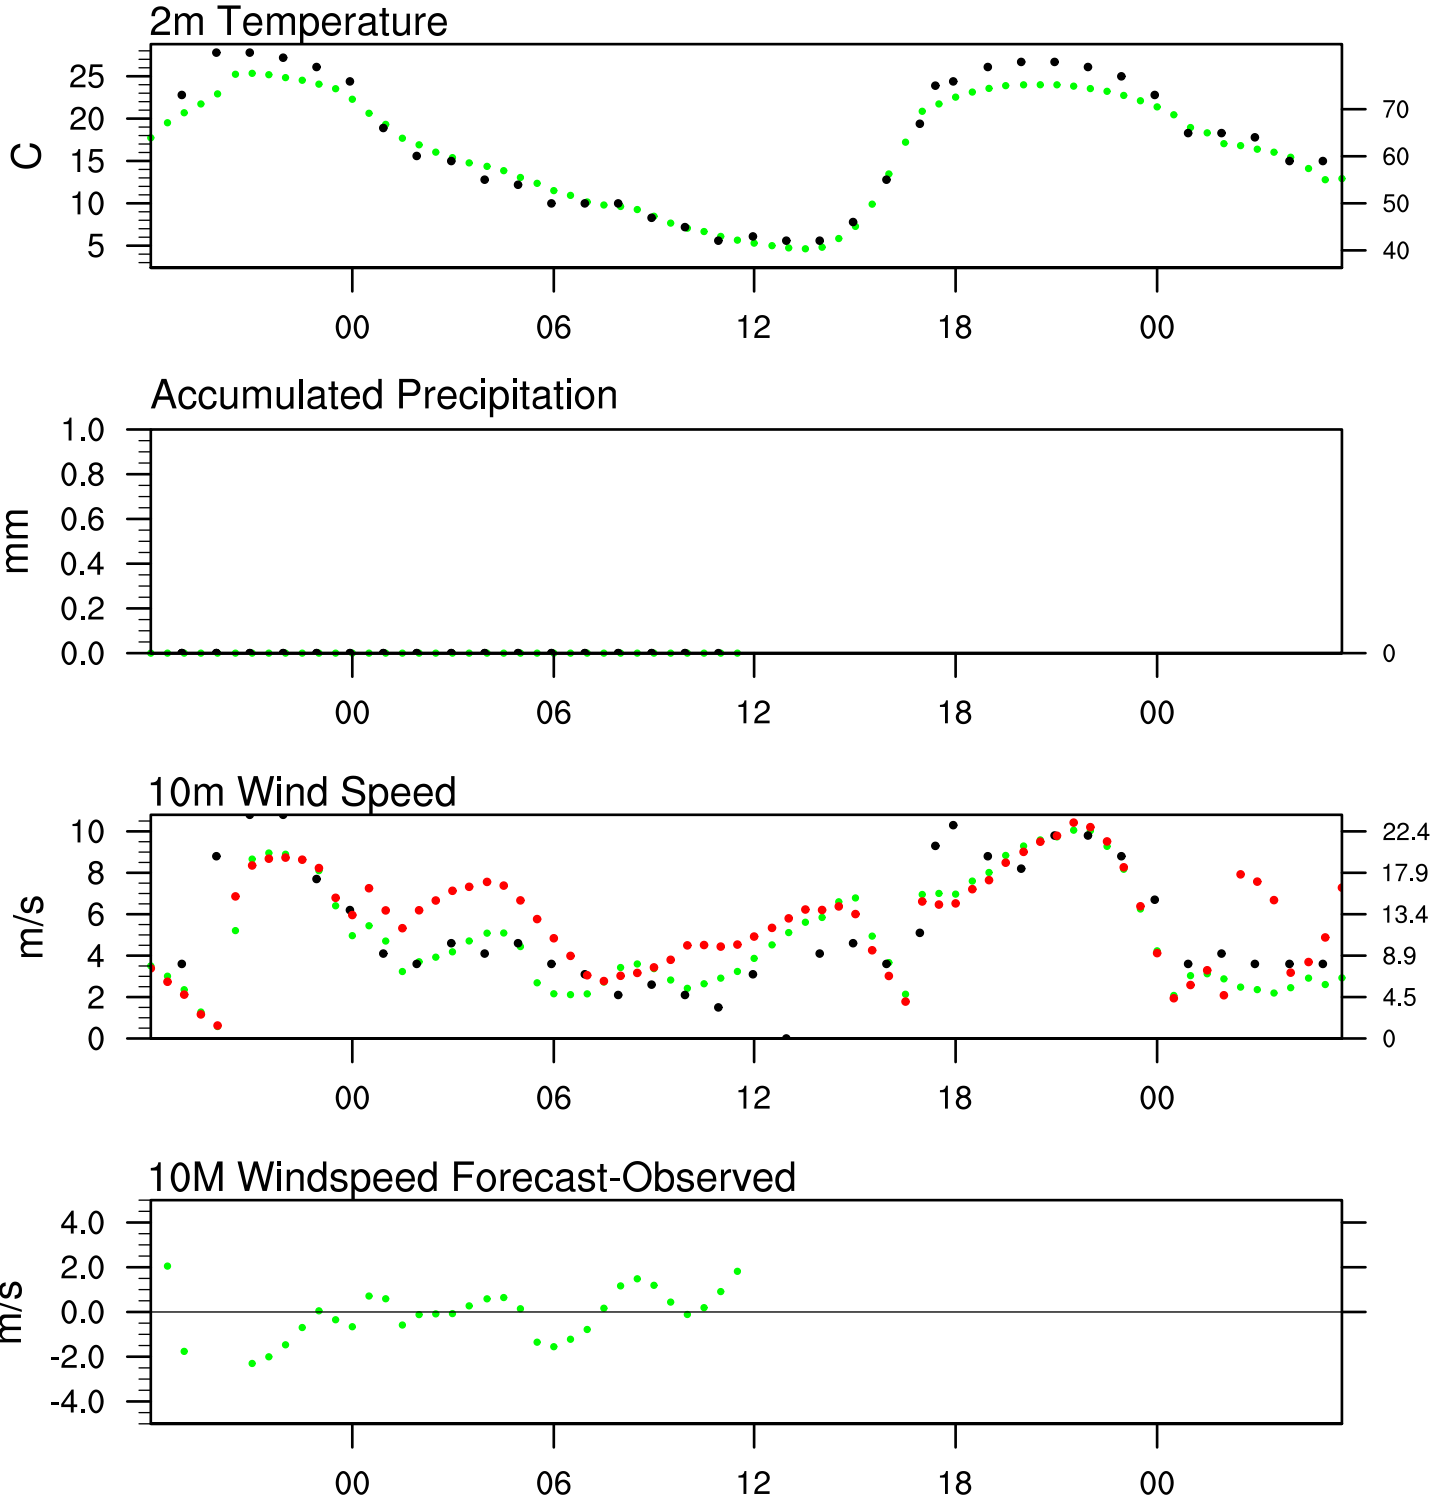 2m Temperature
C
25
20
15
10
5
70
60
50
40
00 06 12 18 00
Accumulated Precipitation
mm
1.0
0.8
0.6
0.4
0.2
0.0
0
00 06 12 18 00
10m Wind Speed
m/s
10
8
6
4
2
0
22.4
17.9
13.4
8.9
4.5
0
00 06 12 18 00
10M Windspeed Forecast-Observed
m/s
4.0
2.0
0.0
-2.0
-4.0
00 06 12 18 00